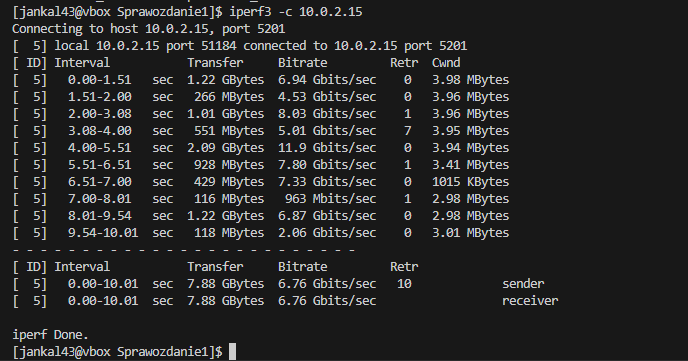 [jankal43@vbox Sprawozdanie1]$ iperf3 -c 10.0.2.15
Connecting to host 10.0.2.15, port 5201
[  5] local 10.0.2.15 port 51184 connected to 10.0.2.15 port 5201
[ ID] Interval           Transfer     Bitrate         Retr  Cwnd
[  5]   0.00-1.51   sec  1.22 GBytes  6.94 Gbits/sec    0   3.98 MBytes
[  5]   1.51-2.00   sec   266 MBytes  4.53 Gbits/sec    0   3.96 MBytes
[  5]   2.00-3.08   sec  1.01 GBytes  8.03 Gbits/sec    1   3.96 MBytes
[  5]   3.08-4.00   sec   551 MBytes  5.01 Gbits/sec    7   3.95 MBytes
[  5]   4.00-5.51   sec  2.09 GBytes  11.9 Gbits/sec    0   3.94 MBytes
[  5]   5.51-6.51   sec   928 MBytes  7.80 Gbits/sec    1   3.41 MBytes
[  5]   6.51-7.00   sec   429 MBytes  7.33 Gbits/sec    0   1015 KBytes
[  5]   7.00-8.01   sec   116 MBytes   963 Mbits/sec    1   2.98 MBytes
[  5]   8.01-9.54   sec  1.22 GBytes  6.87 Gbits/sec    0   2.98 MBytes
[  5]   9.54-10.01  sec   118 MBytes  2.06 Gbits/sec    0   3.01 MBytes
- - - - - - - - - - - - - - - - - - - - - - - - -
[ ID] Interval           Transfer     Bitrate         Retr
[  5]   0.00-10.01  sec  7.88 GBytes  6.76 Gbits/sec   10             sender
[  5]   0.00-10.01  sec  7.88 GBytes  6.76 Gbits/sec                  receiver

iperf Done.
[jankal43@vbox Sprawozdanie1]$